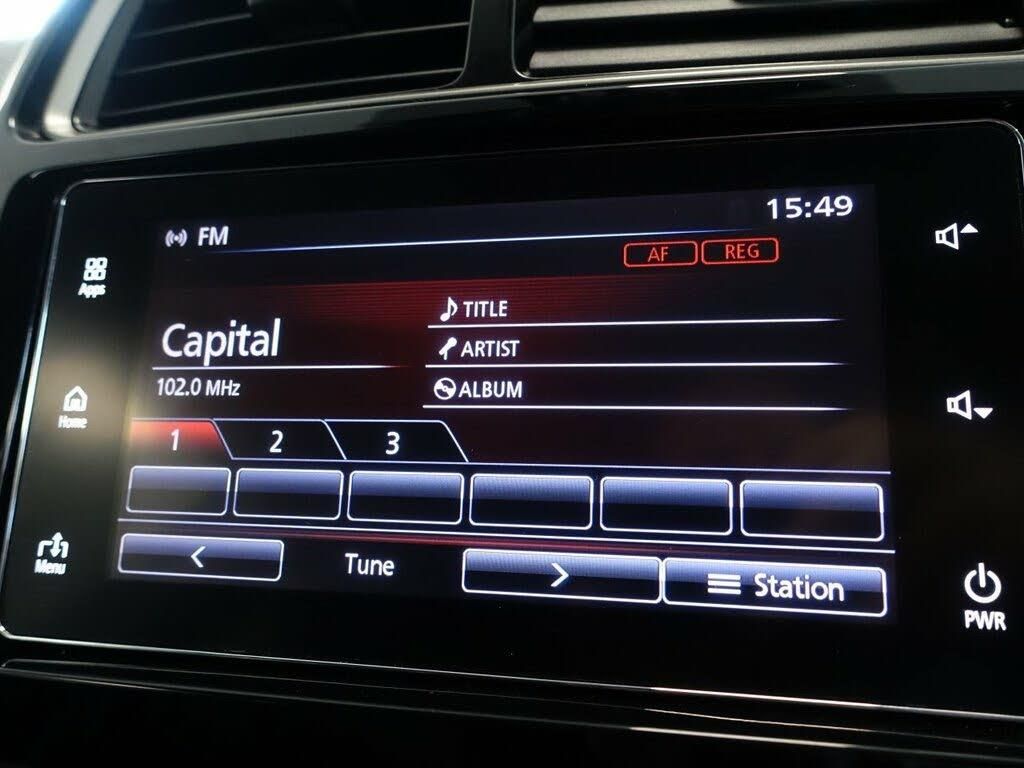 FM
15:49
AF REG
Apps
Capital
102.0 MHz
TITLE
ARTIST
ALBUM
Home
1 2 3
Menu
< Tune > Station
PWR